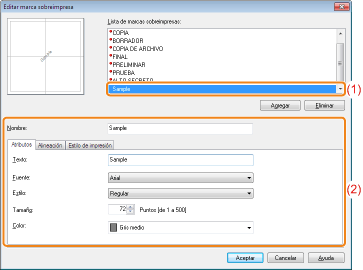 Editar marca sobreimpresa
Lista de marcas sobreimpresas:
COPIA
BORRADOR
COPIA DE ARCHIVO
FINAL
PRELIMINAR
PRUEBA
ALTO SECRETO
Sample
(1)
Agregar
Eliminar
Nombre:
Sample
Atributos
Alineación
Estilo de impresión
Texto:
Sample
(2)
Fuente:
Arial
Estilo:
Regular
Tamaño:
72
Puntos [de 1 a 500]
Color:
Gris medio
Aceptar
Cancelar
Ayuda